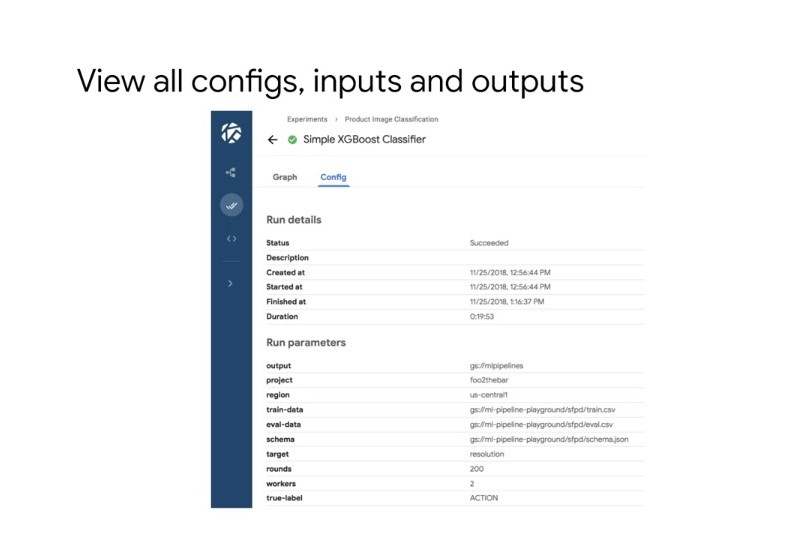 View all configs, inputs and outputs
Experiments > Product Image Classification
Simple XGBoost Classifier
Graph Config
Run details
Status Succeeded
Description
Created at 11/25/2018, 12:56:44 PM
Started at 11/25/2018, 12:56:44 PM
Finished at 11/25/2018, 1:16:37 PM
Duration 0:19:53
Run parameters
output gs://mlpipelines
project foo2thebar
region us-central1
train-data gs://ml-pipeline-playground/sfpd/train.csv
eval-data gs://ml-pipeline-playground/sfpd/eval.csv
schema gs://ml-pipeline-playground/sfpd/schema.json
target resolution
rounds 200
workers 2
true-label ACTION